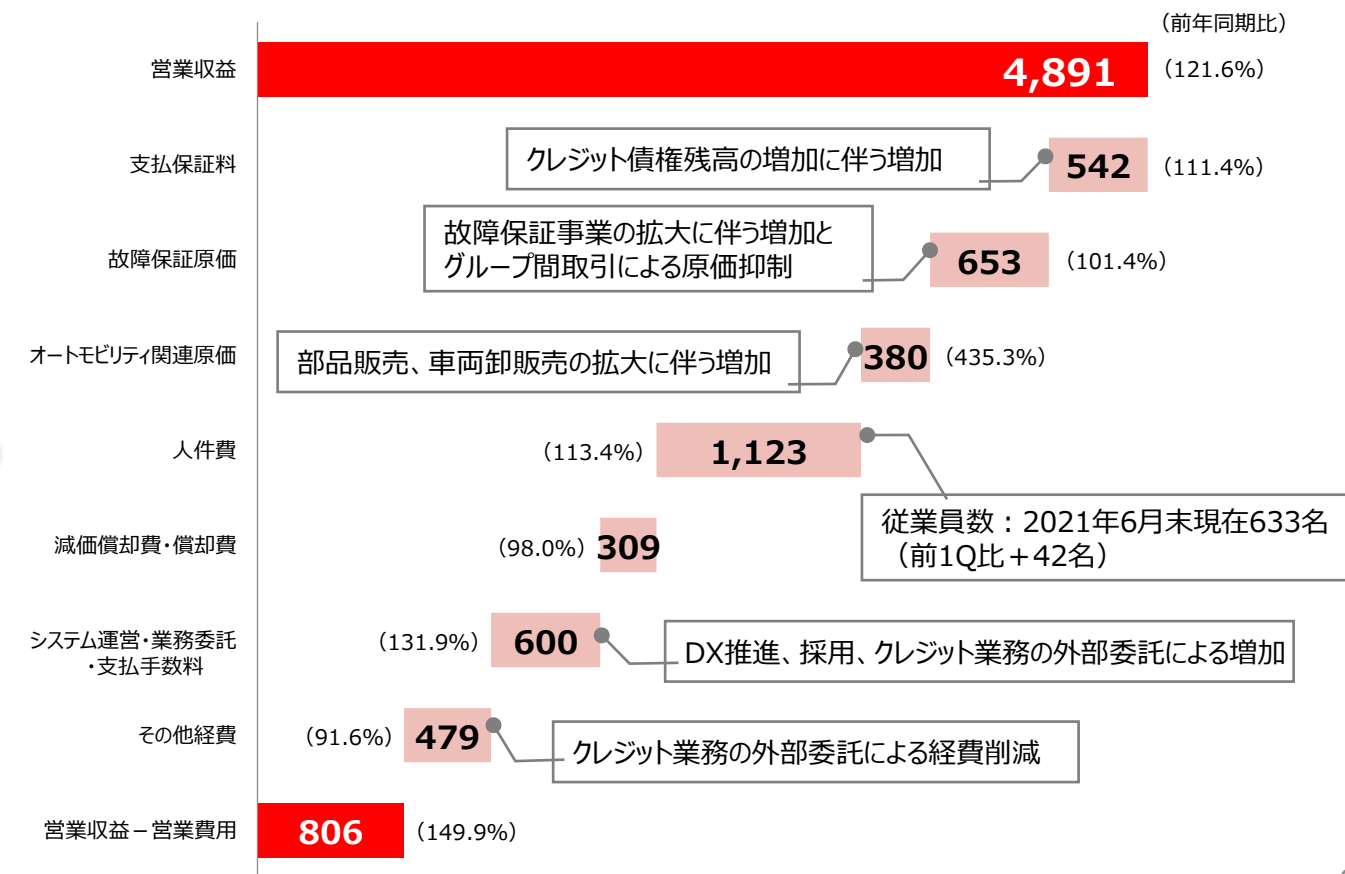 （前年同期比）
営業収益
4,891
（121.6%）
支払保証料
クレジット債権残高の増加に伴う増加
542
（111.4%）
故障保証原価
故障保証事業の拡大に伴う増加と
グループ間取引による原価抑制
653
（101.4%）
オートモビリティ関連原価
部品販売、車両卸販売の拡大に伴う増加
380
（435.3%）
人件費
（113.4%）
1,123
従業員数：2021年6月末現在633名
（前1Q比＋42名）
減価償却費・償却費
（98.0%）
309
システム運営・業務委託
・支払手数料
（131.9%）
600
DX推進、採用、クレジット業務の外部委託による増加
その他経費
（91.6%）
479
クレジット業務の外部委託による経費削減
営業収益－営業費用
806
（149.9%）